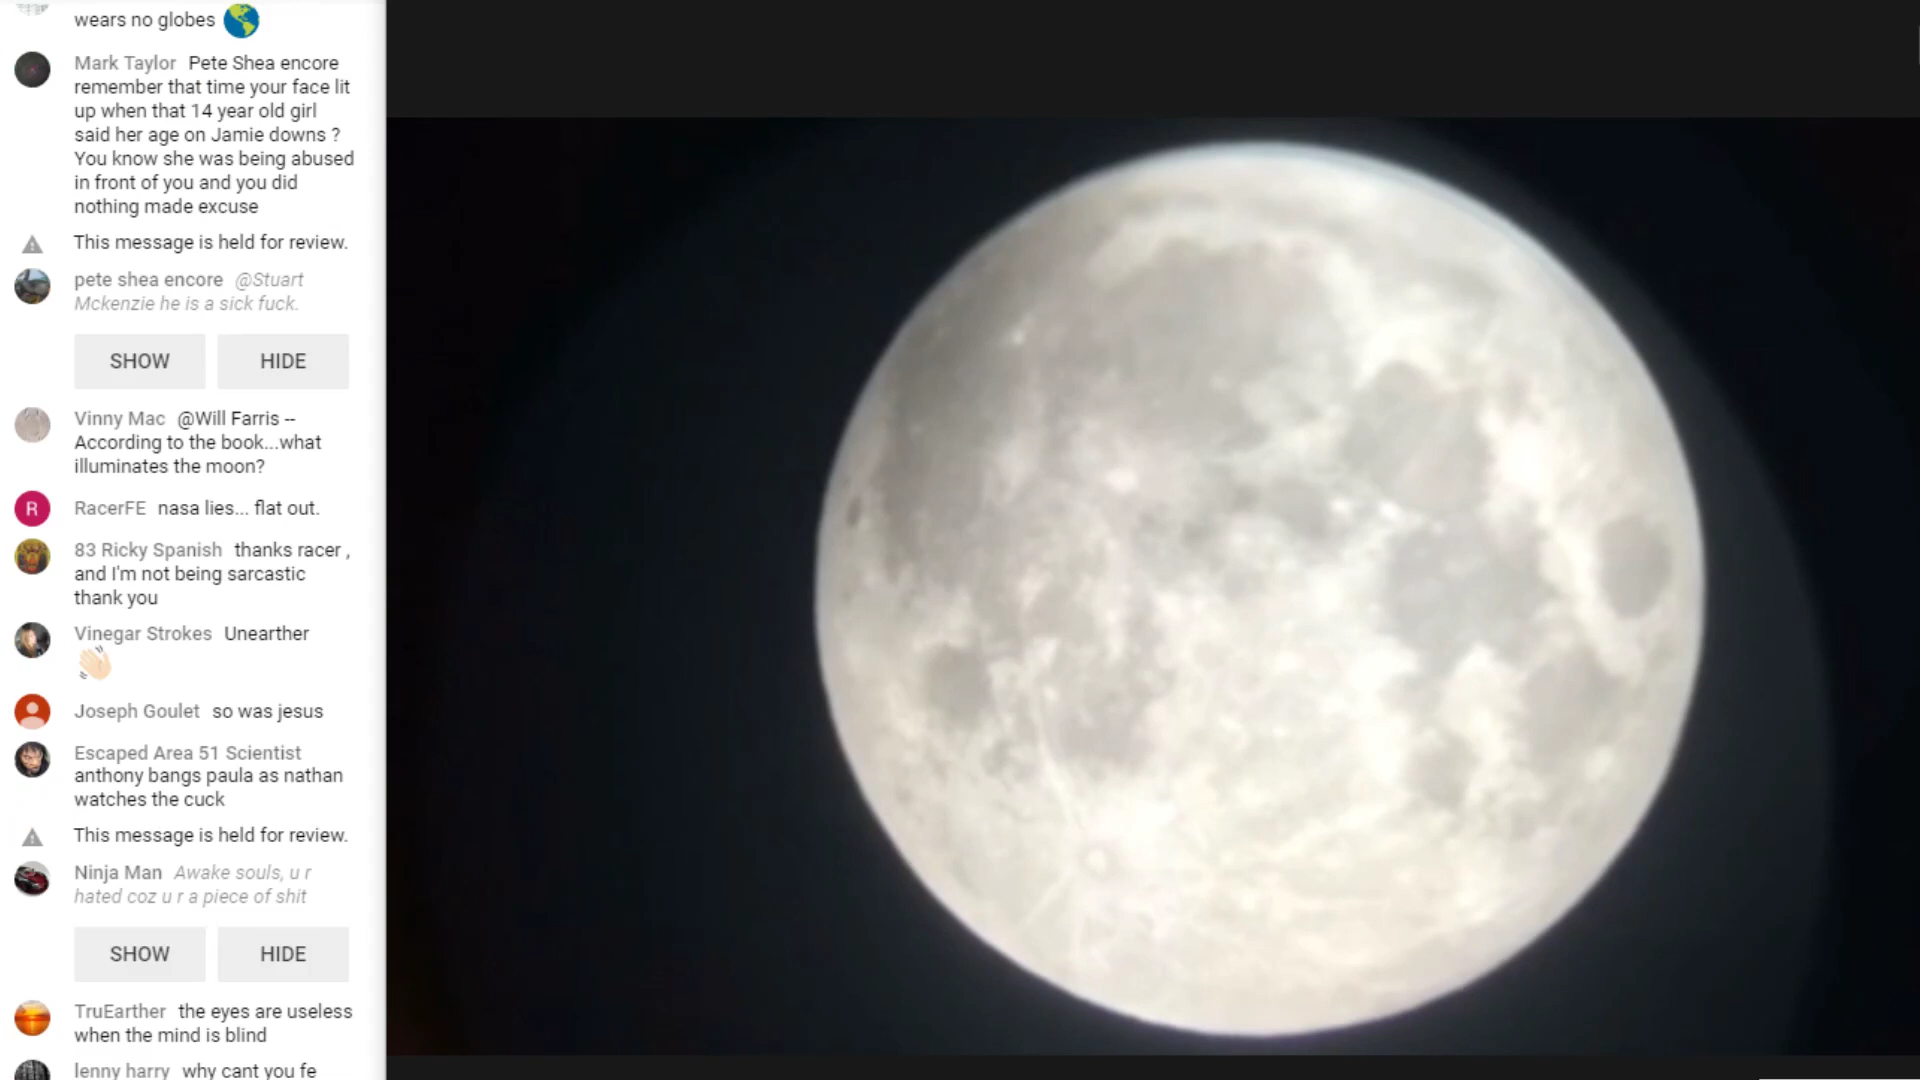 wears no globes
Mark Taylor Pete Shea encore
remember that time your face lit
up when that 14 year old girl
said her age on Jamie downs ?
You know she was being abused
in front of you and you did
nothing made excuse
This message is held for review.
pete shea encore @Stuart
Mckenzie he is a sick fuck.
SHOW HIDE
Vinny Mac @Will Farris --
According to the book...what
illuminates the moon?
R RacerFE nasa lies... flat out.
83 Ricky Spanish thanks racer ,
and I'm not being sarcastic
thank you
Vinegar Strokes Unearther
Joseph Goulet so was jesus
Escaped Area 51 Scientist
anthony bangs paula as nathan
watches the cuck
This message is held for review.
Ninja Man Awake souls, u r
hated coz u r a piece of shit
SHOW HIDE
TruEarther the eyes are useless
when the mind is blind
lenny harry why cant you fe